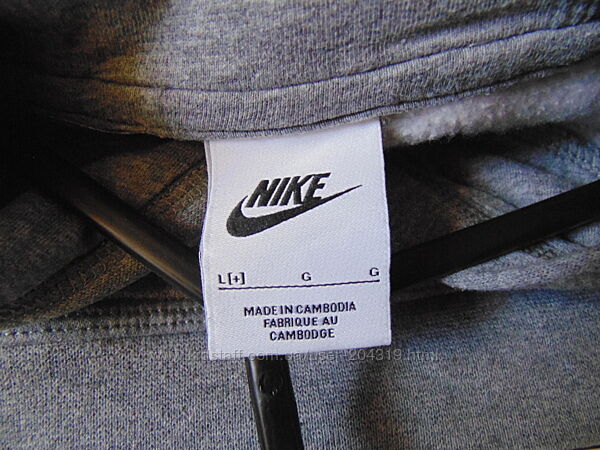 NIKE
L[+] G G
MADE IN CAMBODIA
FABRIQUE AU
CAMBODGE